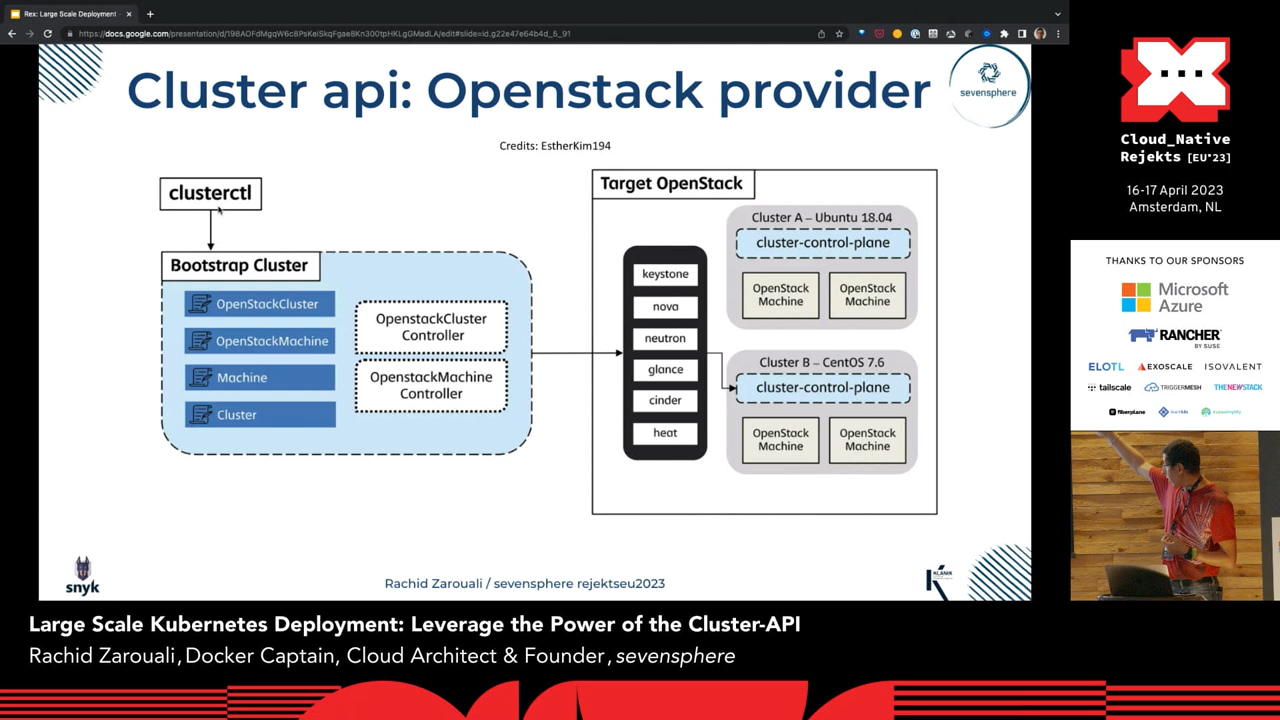 Rex: Large Scale Deployment -
https://docs.google.com/presentation/d/198AOFdMgqW6c8PsKeiSkqFgae8Kn300tpHKLgGMadLA/edit#slide=id.g22e47e64b4d_5_91
Cluster api: Openstack provider
sevensphere
Credits: EstherKim194
clusterctl
Bootstrap Cluster
OpenStackCluster
OpenStackMachine
Machine
Cluster
OpenstackCluster
Controller
OpenstackMachine
Controller
Target OpenStack
keystone
nova
neutron
glance
cinder
heat
Cluster A – Ubuntu 18.04
cluster-control-plane
OpenStack
Machine
OpenStack
Machine
Cluster B – CentOS 7.6
cluster-control-plane
OpenStack
Machine
OpenStack
Machine
snyk
Rachid Zarouali / sevensphere rejektseu2023
KLANIK
Cloud_Native
Rejekts [EU*23]
16-17 April 2023
Amsterdam, NL
THANKS TO OUR SPONSORS
Microsoft
Azure
RANCHER
BY SUSE
ELOTL
EXOSCALE
ISOVALENT
tailscale
TRIGGERMESH
THENEWSTACK
fiberplane
Large Scale Kubernetes Deployment: Leverage the Power of the Cluster-API
Rachid Zarouali, Docker Captain, Cloud Architect & Founder, sevensphere